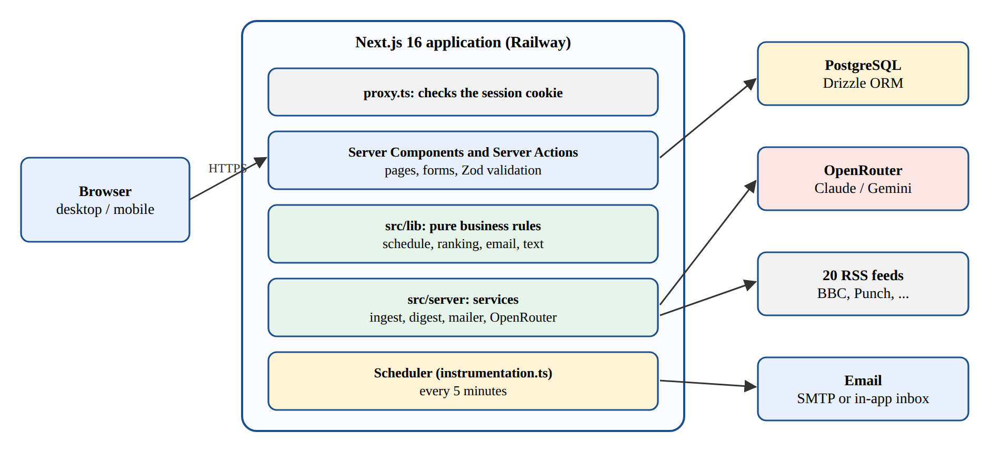 Next.js 16 application (Railway)
proxy.ts: checks the session cookie
Server Components and Server Actions
pages, forms, Zod validation
src/lib: pure business rules
schedule, ranking, email, text
src/server: services
ingest, digest, mailer, OpenRouter
Scheduler (instrumentation.ts)
every 5 minutes
Browser
desktop / mobile
HTTPS
PostgreSQL
Drizzle ORM
OpenRouter
Claude / Gemini
20 RSS feeds
BBC, Punch, ...
Email
SMTP or in-app inbox